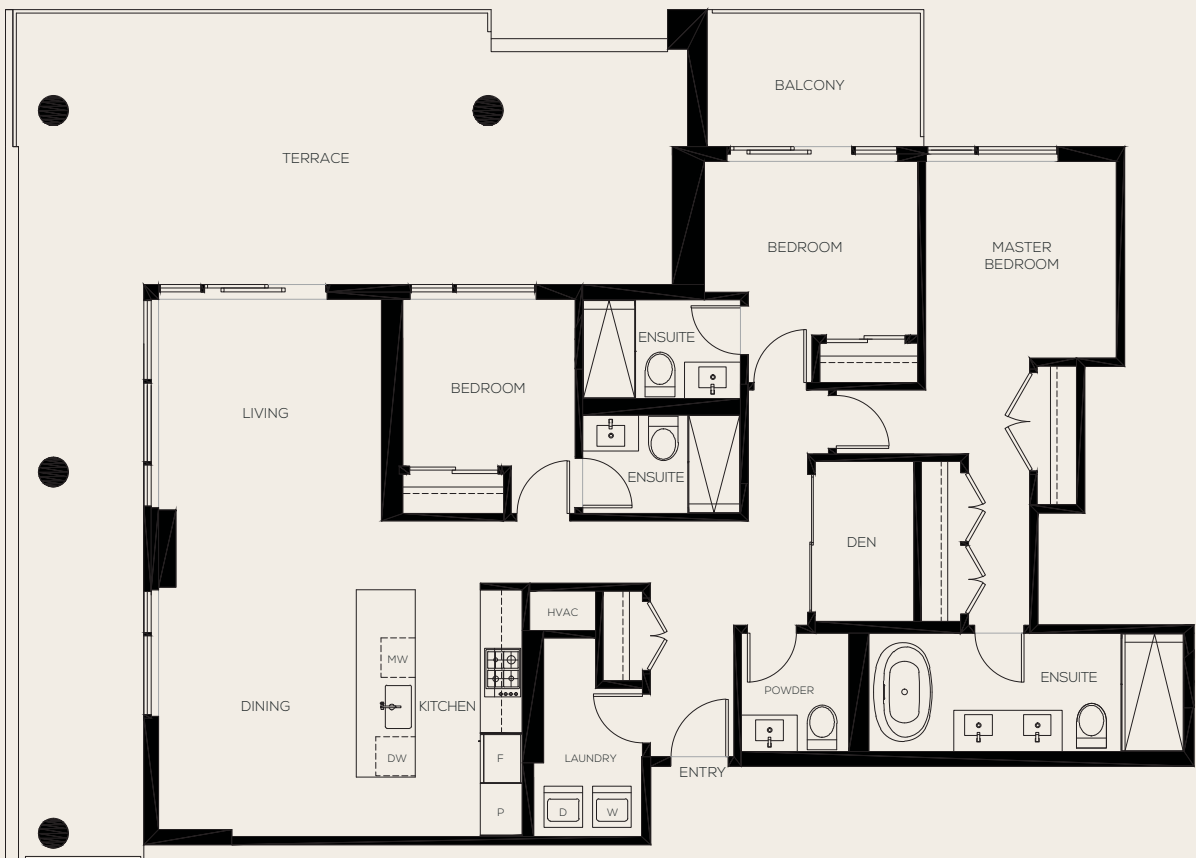 BALCONY
TERRACE
BEDROOM
MASTER
BEDROOM
ENSUITE
BEDROOM
LIVING
ENSUITE
DEN
HVAC
MW
ENSUITE
POWDER
DINING
KITCHEN
DW
F
LAUNDRY
ENTRY
P
D
W